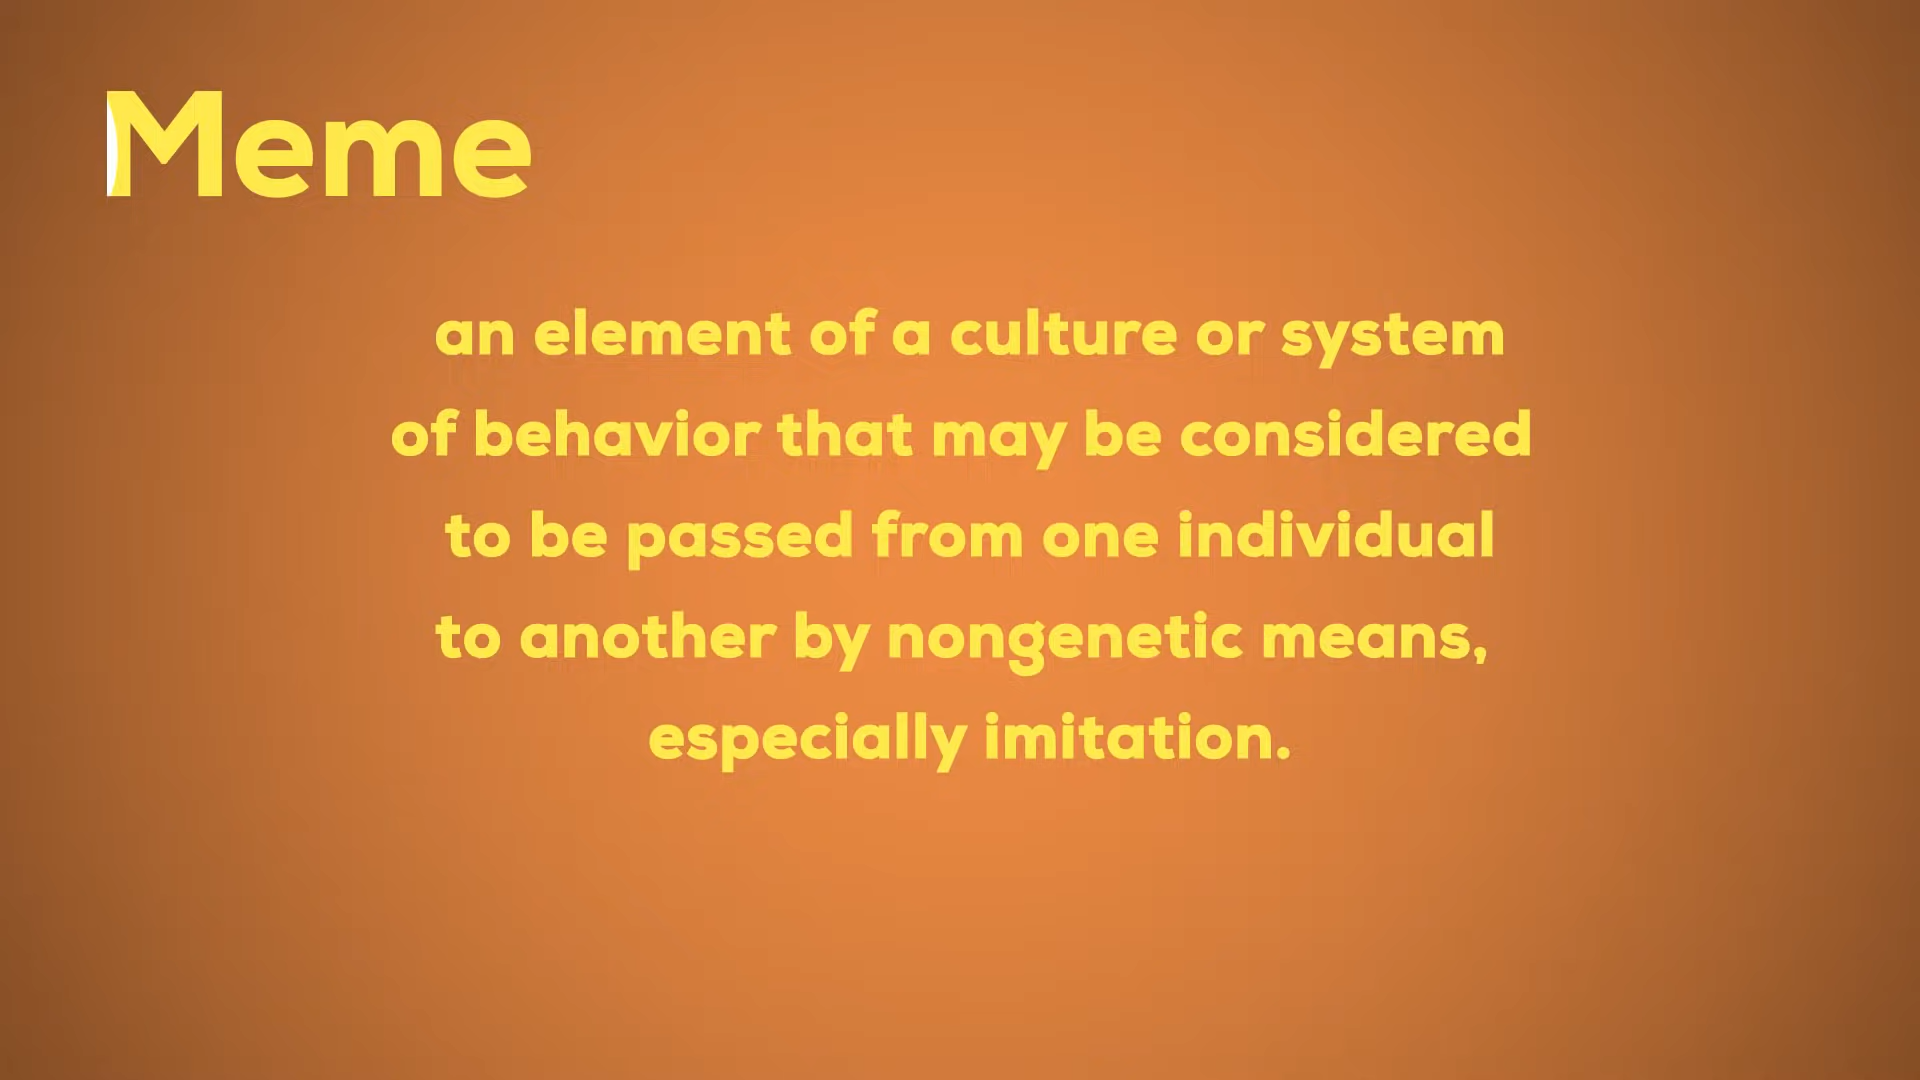 Meme
an element of a culture or system
of behavior that may be considered
to be passed from one individual
to another by nongenetic means,
especially imitation.